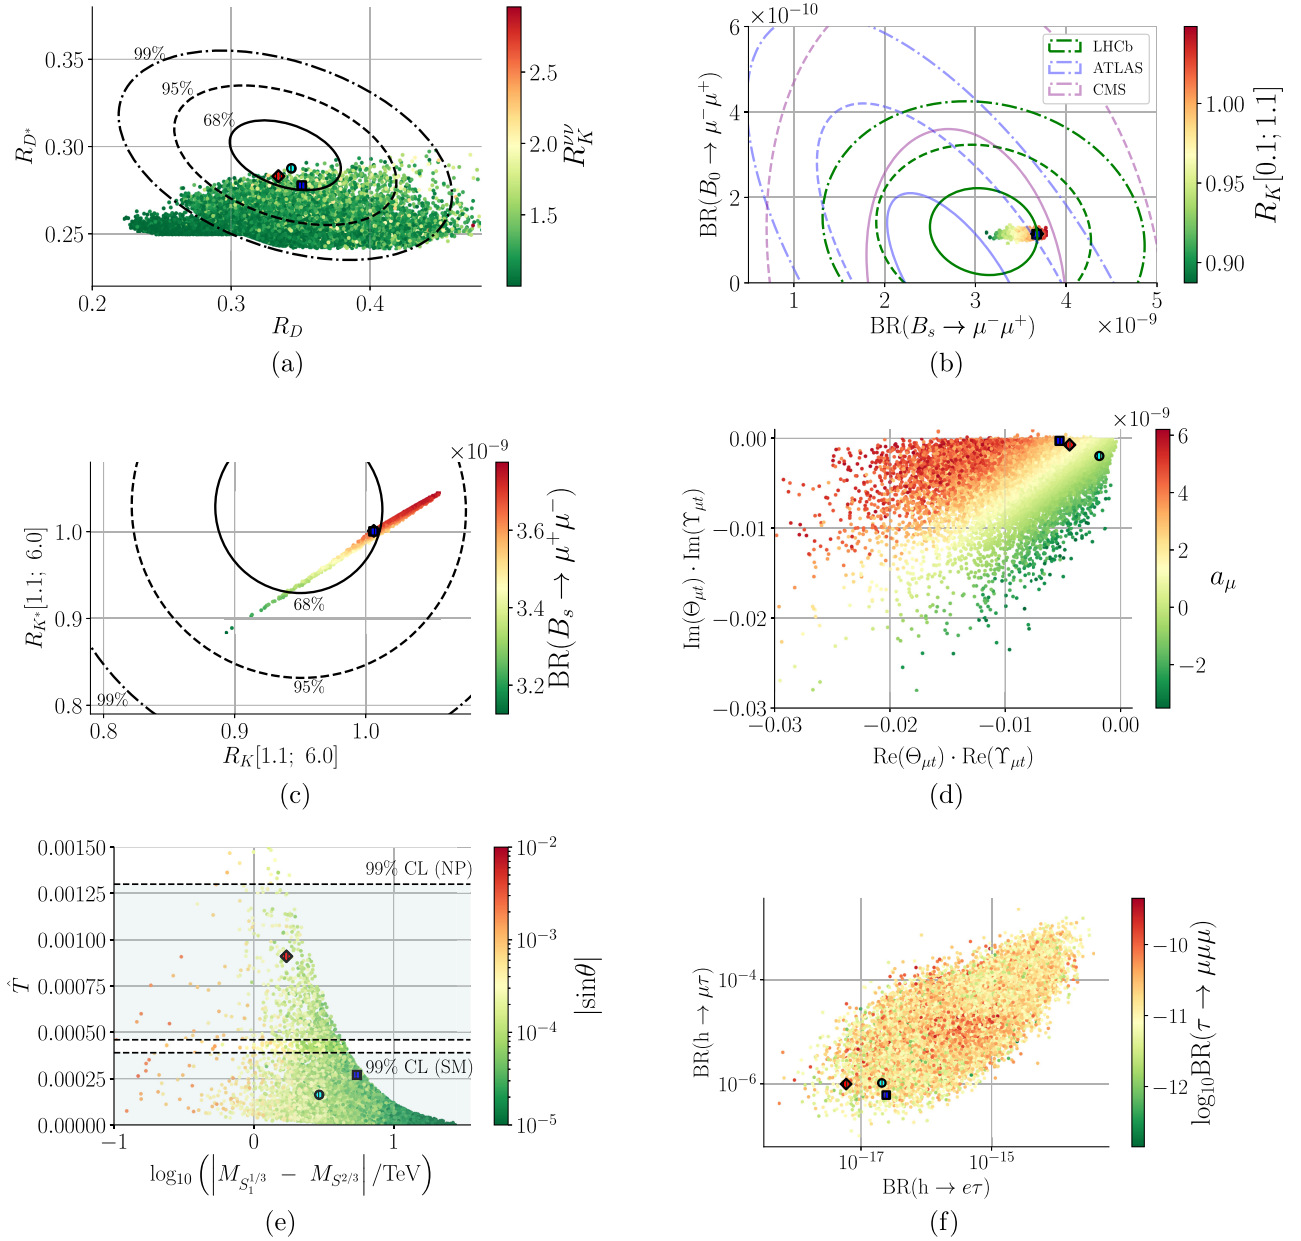 99%
95%
68%
0.35
0.30
0.25
R_{D*}
0.2
0.3
0.4
R_D
2.5
2.0
1.5
R_K^{νν}
(a)
×10⁻¹⁰
6
4
2
0
BR(B₀ → μ⁻μ⁺)
LHCb
ATLAS
CMS
1
2
3
4
5
×10⁻⁹
BR(B_s → μ⁻μ⁺)
1.00
0.95
0.90
R_K[0.1; 1.1]
(b)
×10⁻⁹
1.0
0.9
0.8
R_{K*}[1.1; 6.0]
68%
95%
99%
0.8
0.9
1.0
R_K[1.1; 6.0]
3.6
3.4
3.2
BR(B_s → μ⁺μ⁻)
(c)
×10⁻⁹
0.00
−0.01
−0.02
−0.03
Im(Θ_{μt}) · Im(ϒ_{μt})
−0.03
−0.02
−0.01
0.00
Re(Θ_{μt}) · Re(ϒ_{μt})
6
4
2
0
−2
a_μ
(d)
0.00150
0.00125
0.00100
0.00075
0.00050
0.00025
0.00000
T̂
99% CL (NP)
99% CL (SM)
−1
0
1
log₁₀(|M_{S₁^{1/3}} − M_{S^{2/3}}|/TeV)
10⁻²
10⁻³
10⁻⁴
10⁻⁵
|sinθ|
(e)
10⁻⁴
10⁻⁶
BR(h → μτ)
10⁻¹⁷
10⁻¹⁵
BR(h → eτ)
−10
−11
−12
log₁₀BR(τ → μμμ)
(f)